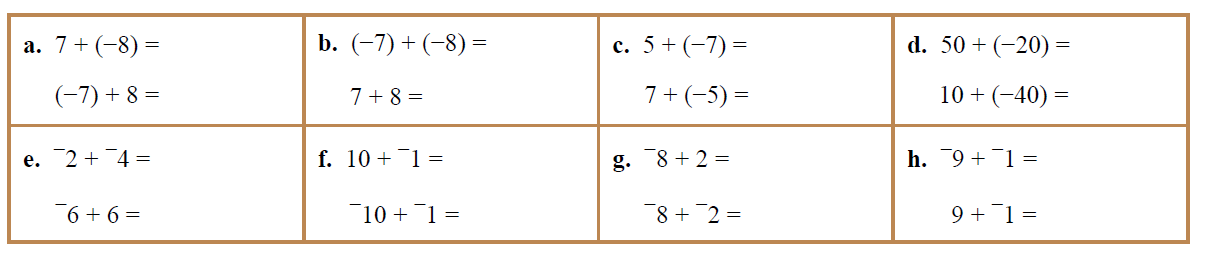 a. 7 + (−8) =
(−7) + 8 =
b. (−7) + (−8) =
7 + 8 =
c. 5 + (−7) =
7 + (−5) =
d. 50 + (−20) =
10 + (−40) =
e. ¯2 + ¯4 =
¯6 + 6 =
f. 10 + ¯1 =
¯10 + ¯1 =
g. ¯8 + 2 =
¯8 + ¯2 =
h. ¯9 + ¯1 =
9 + ¯1 =